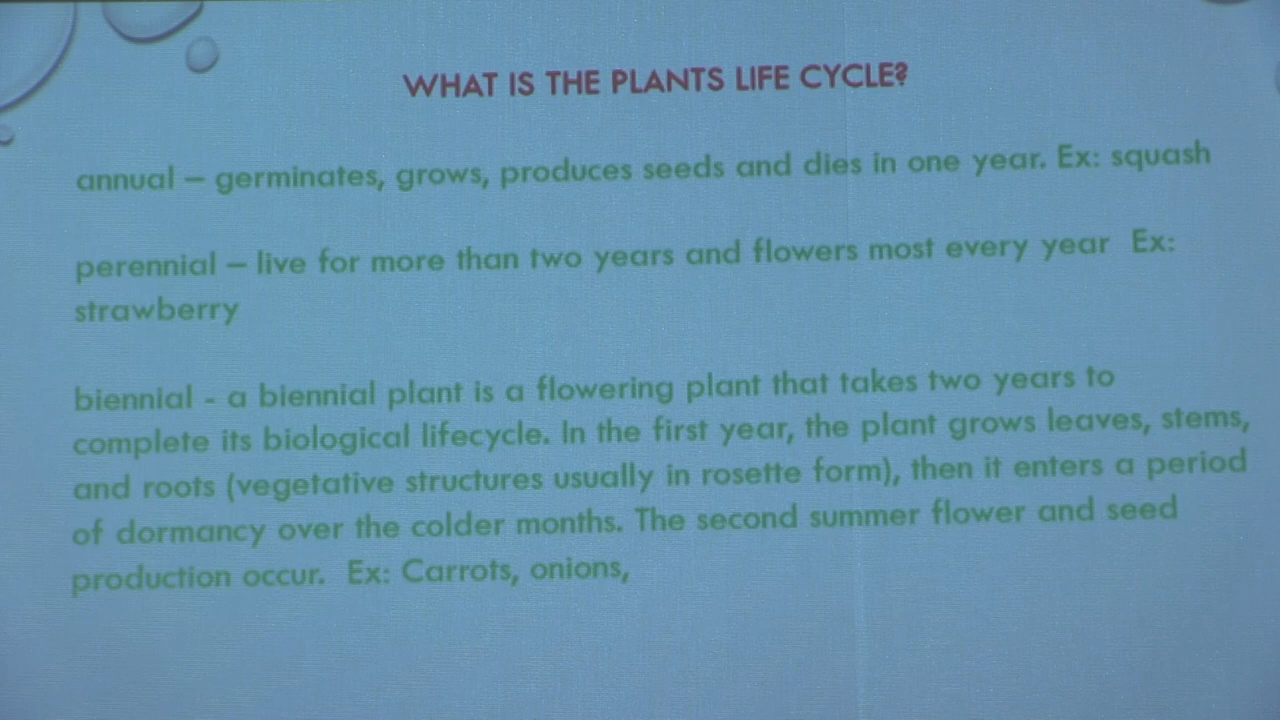 WHAT IS THE PLANTS LIFE CYCLE?
annual – germinates, grows, produces seeds and dies in one year. Ex: squash
perennial – live for more than two years and flowers most every year  Ex:
strawberry
biennial - a biennial plant is a flowering plant that takes two years to
complete its biological lifecycle. In the first year, the plant grows leaves, stems,
and roots (vegetative structures usually in rosette form), then it enters a period
of dormancy over the colder months. The second summer flower and seed
production occur.  Ex: Carrots, onions,